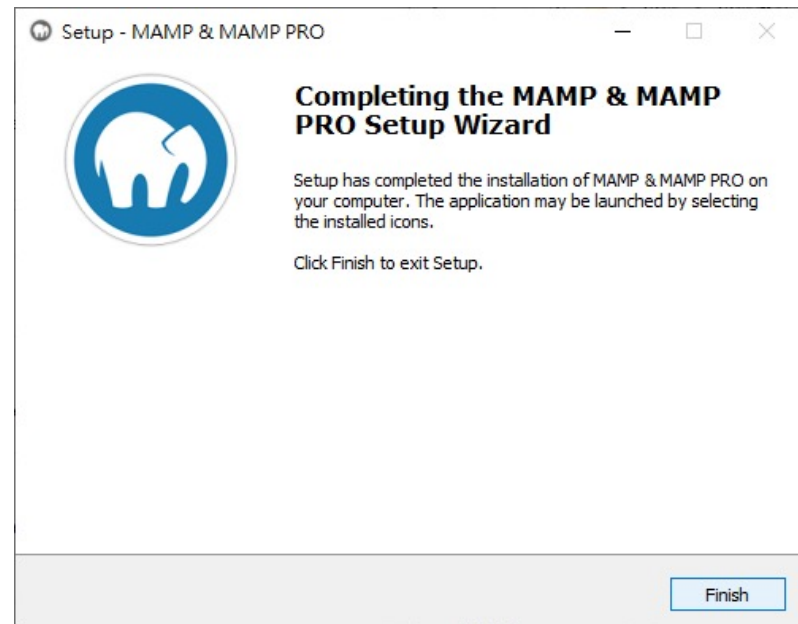 Setup - MAMP & MAMP PRO
Completing the MAMP & MAMP
PRO Setup Wizard
Setup has completed the installation of MAMP & MAMP PRO on
your computer. The application may be launched by selecting
the installed icons.
Click Finish to exit Setup.
Finish